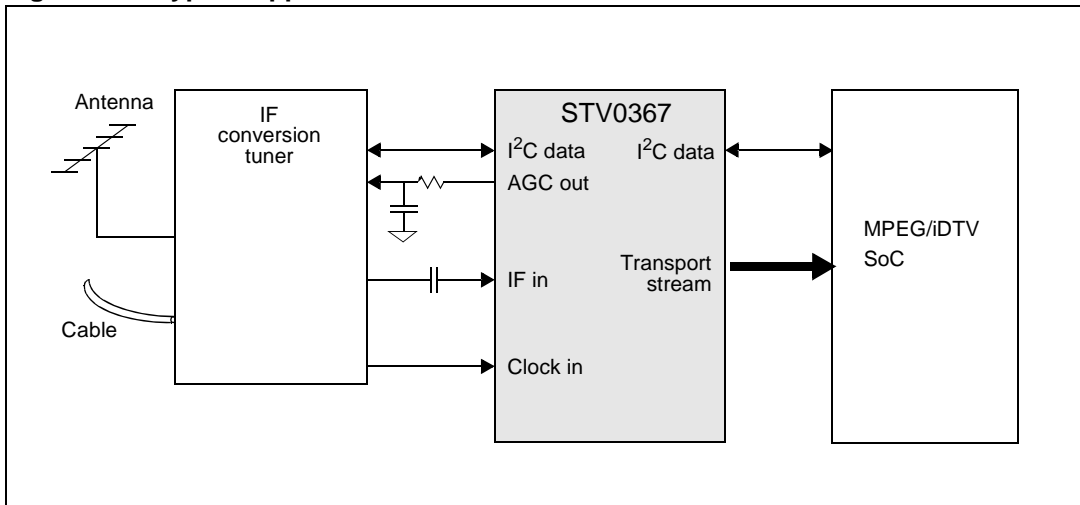 Antenna
IF
conversion
tuner
Cable
STV0367
I²C data
I²C data
AGC out
IF in
Transport
stream
Clock in
MPEG/iDTV
SoC